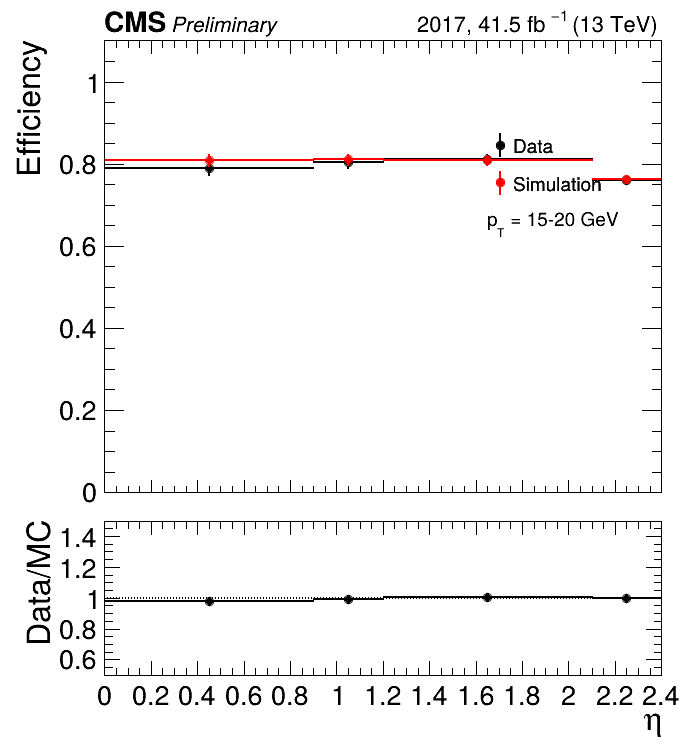 CMS Preliminary 2017, 41.5 fb⁻¹ (13 TeV)
Efficiency
1
0.8
0.6
0.4
0.2
0
Data
Simulation
p_T = 15-20 GeV
Data/MC
1.4
1.2
1
0.8
0.6
0 0.2 0.4 0.6 0.8 1 1.2 1.4 1.6 1.8 2 2.2 2.4
η